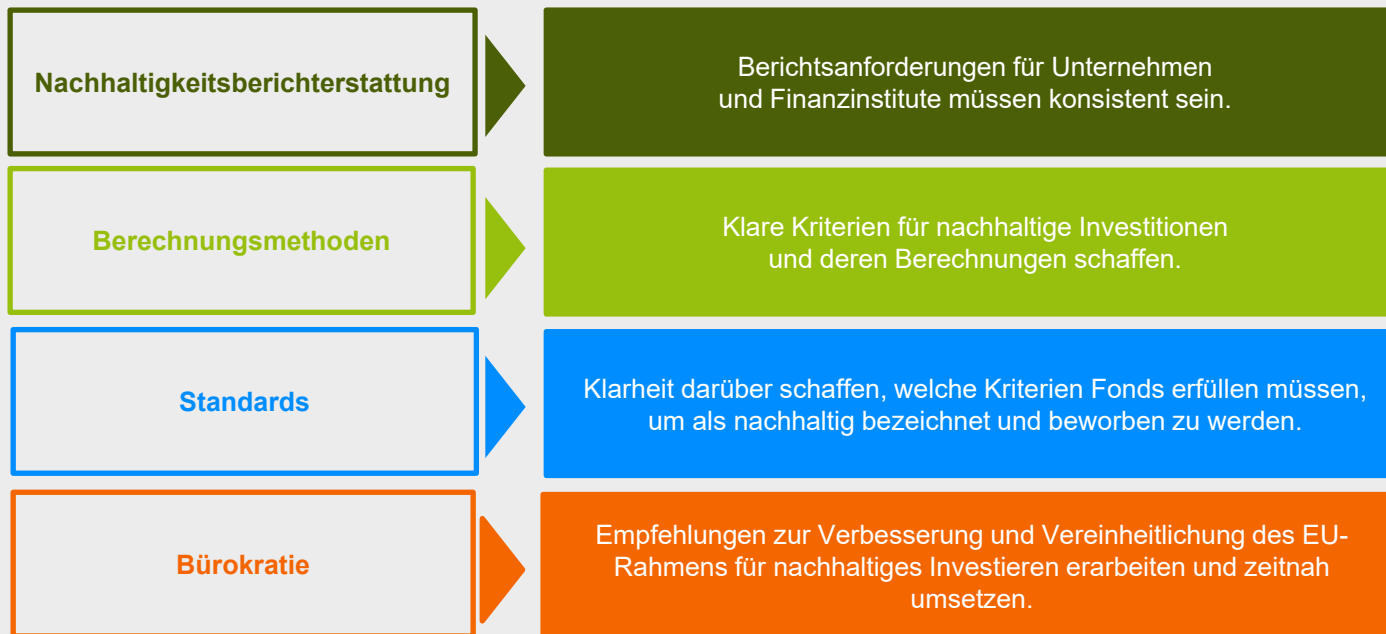 Nachhaltigkeitsberichterstattung
Berichtsanforderungen für Unternehmen
und Finanzinstitute müssen konsistent sein.
Berechnungsmethoden
Klare Kriterien für nachhaltige Investitionen
und deren Berechnungen schaffen.
Standards
Klarheit darüber schaffen, welche Kriterien Fonds erfüllen müssen,
um als nachhaltig bezeichnet und beworben zu werden.
Bürokratie
Empfehlungen zur Verbesserung und Vereinheitlichung des EU-
Rahmens für nachhaltiges Investieren erarbeiten und zeitnah
umsetzen.